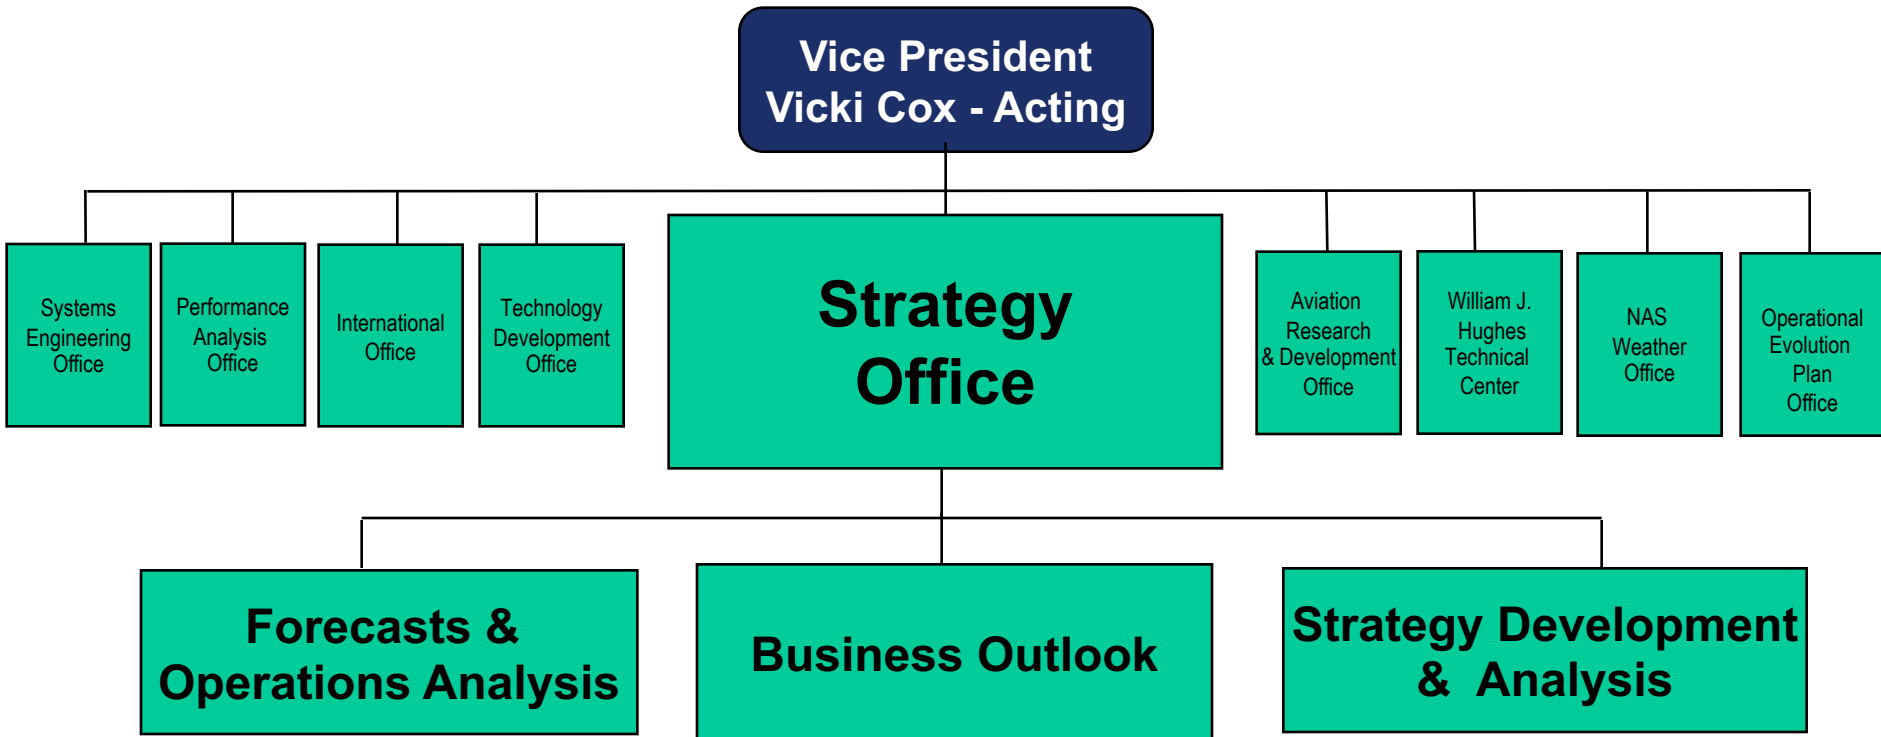 Vice President
Vicki Cox - Acting
Systems
Engineering
Office
Performance
Analysis
Office
International
Office
Technology
Development
Office
Strategy
Office
Aviation
Research
& Development
Office
William J.
Hughes
Technical
Center
NAS
Weather
Office
Operational
Evolution
Plan
Office
Forecasts &
Operations Analysis
Business Outlook
Strategy Development
& Analysis